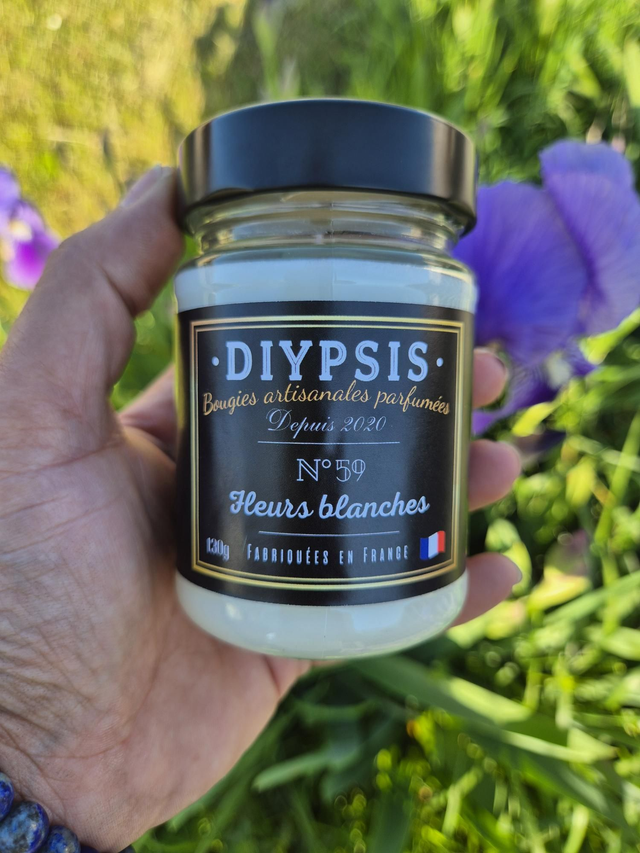 ·DIYPSIS·
Bougies artisanales parfumées
Depuis 2020
N°59
Fleurs blanches
130g FABRIQUÉES EN FRANCE